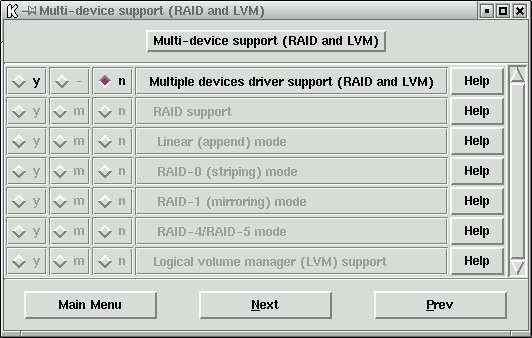 Multi-device support (RAID and LVM)
Multi-device support (RAID and LVM)
y - n Multiple devices driver support (RAID and LVM) Help
y m n RAID support Help
y m n Linear (append) mode Help
y m n RAID-0 (striping) mode Help
y m n RAID-1 (mirroring) mode Help
y m n RAID-4/RAID-5 mode Help
y m n Logical volume manager (LVM) support Help
Main Menu Next Prev